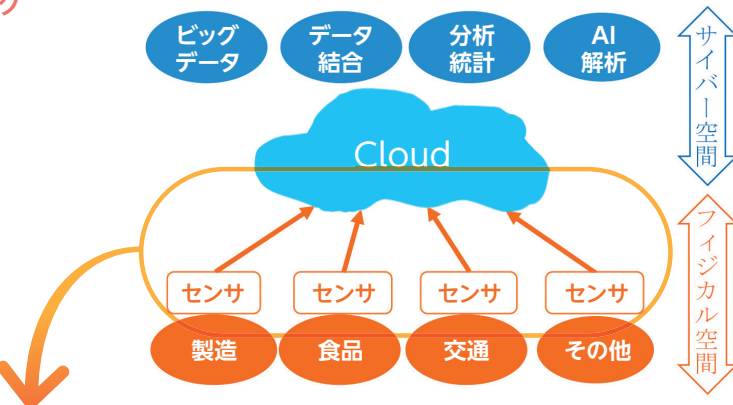 ビッグ
データ
データ
結合
分析
統計
AI
解析
サイバー空間
Cloud
センサ
センサ
センサ
センサ
製造
食品
交通
その他
フィジカル空間